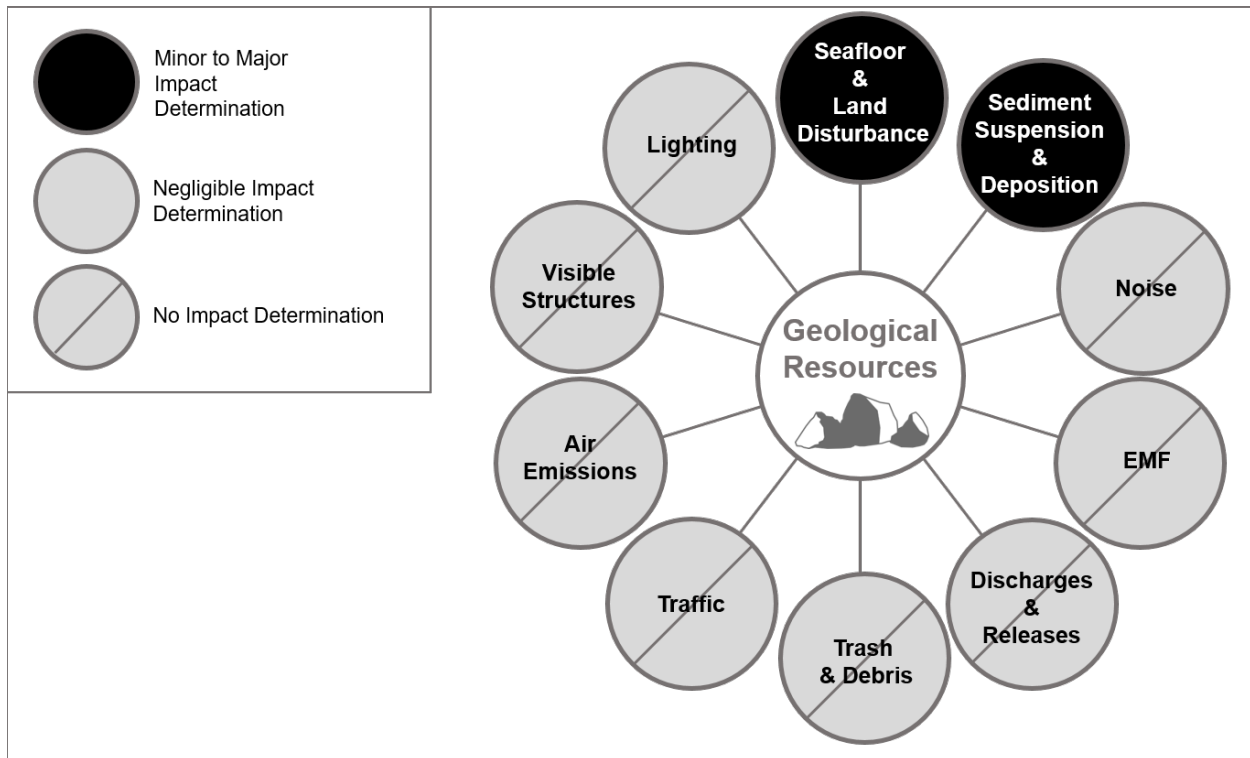 Minor to Major
Impact
Determination
Negligible Impact
Determination
No Impact Determination
Seafloor
&
Land
Disturbance
Sediment
Suspension
&
Deposition
Noise
EMF
Discharges
&
Releases
Trash
& Debris
Traffic
Air
Emissions
Visible
Structures
Lighting
Geological
Resources